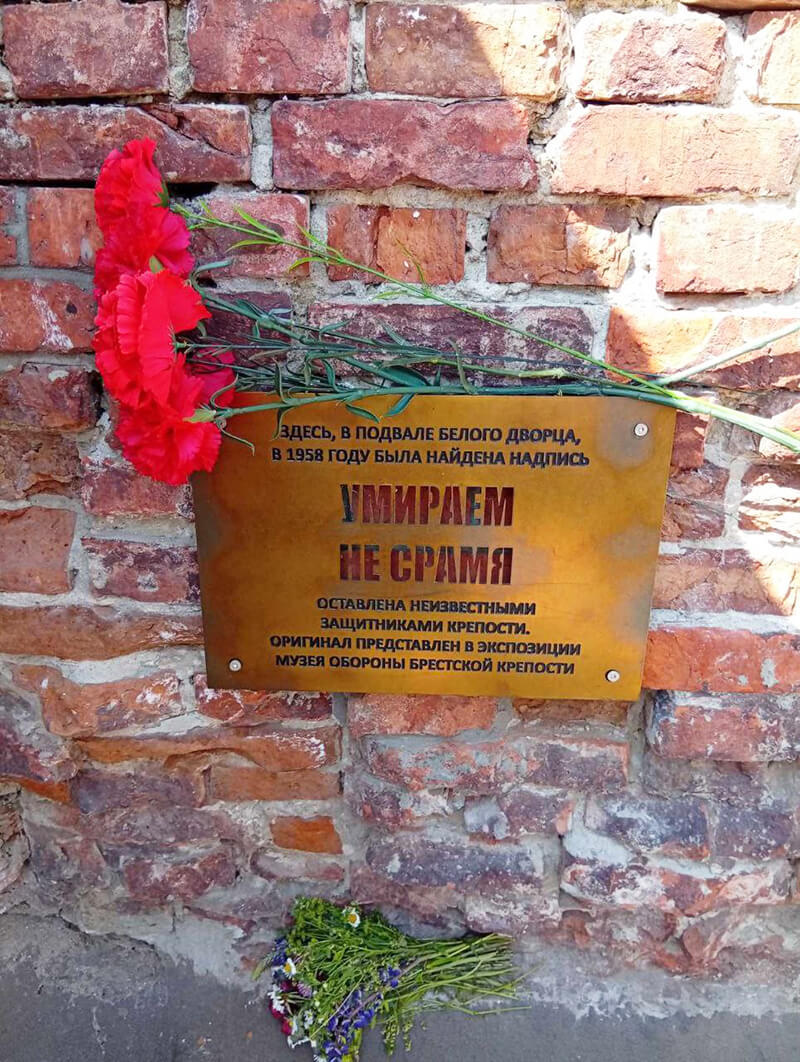 ЗДЕСЬ, В ПОДВАЛЕ БЕЛОГО ДВОРЦА,
В 1958 ГОДУ БЫЛА НАЙДЕНА НАДПИСЬ
УМИРАЕМ
НЕ СРАМЯ
ОСТАВЛЕНА НЕИЗВЕСТНЫМИ
ЗАЩИТНИКАМИ КРЕПОСТИ.
ОРИГИНАЛ ПРЕДСТАВЛЕН В ЭКСПОЗИЦИИ
МУЗЕЯ ОБОРОНЫ БРЕСТСКОЙ КРЕПОСТИ